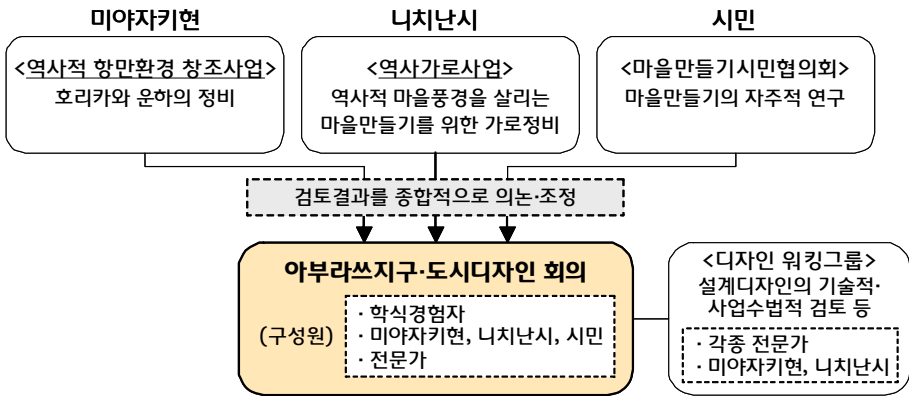 미야자키현
니치난시
시민
<역사적 항만환경 창조사업>
호리카와 운하의 정비
<역사가로사업>
역사적 마을풍경을 살리는
마을만들기를 위한 가로정비
<마을만들기시민협의회>
마을만들기의 자주적 연구
검토결과를 종합적으로 의논·조정
아부라쓰지구·도시디자인 회의
(구성원)
· 학식경험자
· 미야자키현, 니치난시, 시민
· 전문가
<디자인 워킹그룹>
설계디자인의 기술적·
사업수법적 검토 등
· 각종 전문가
· 미야자키현, 니치난시